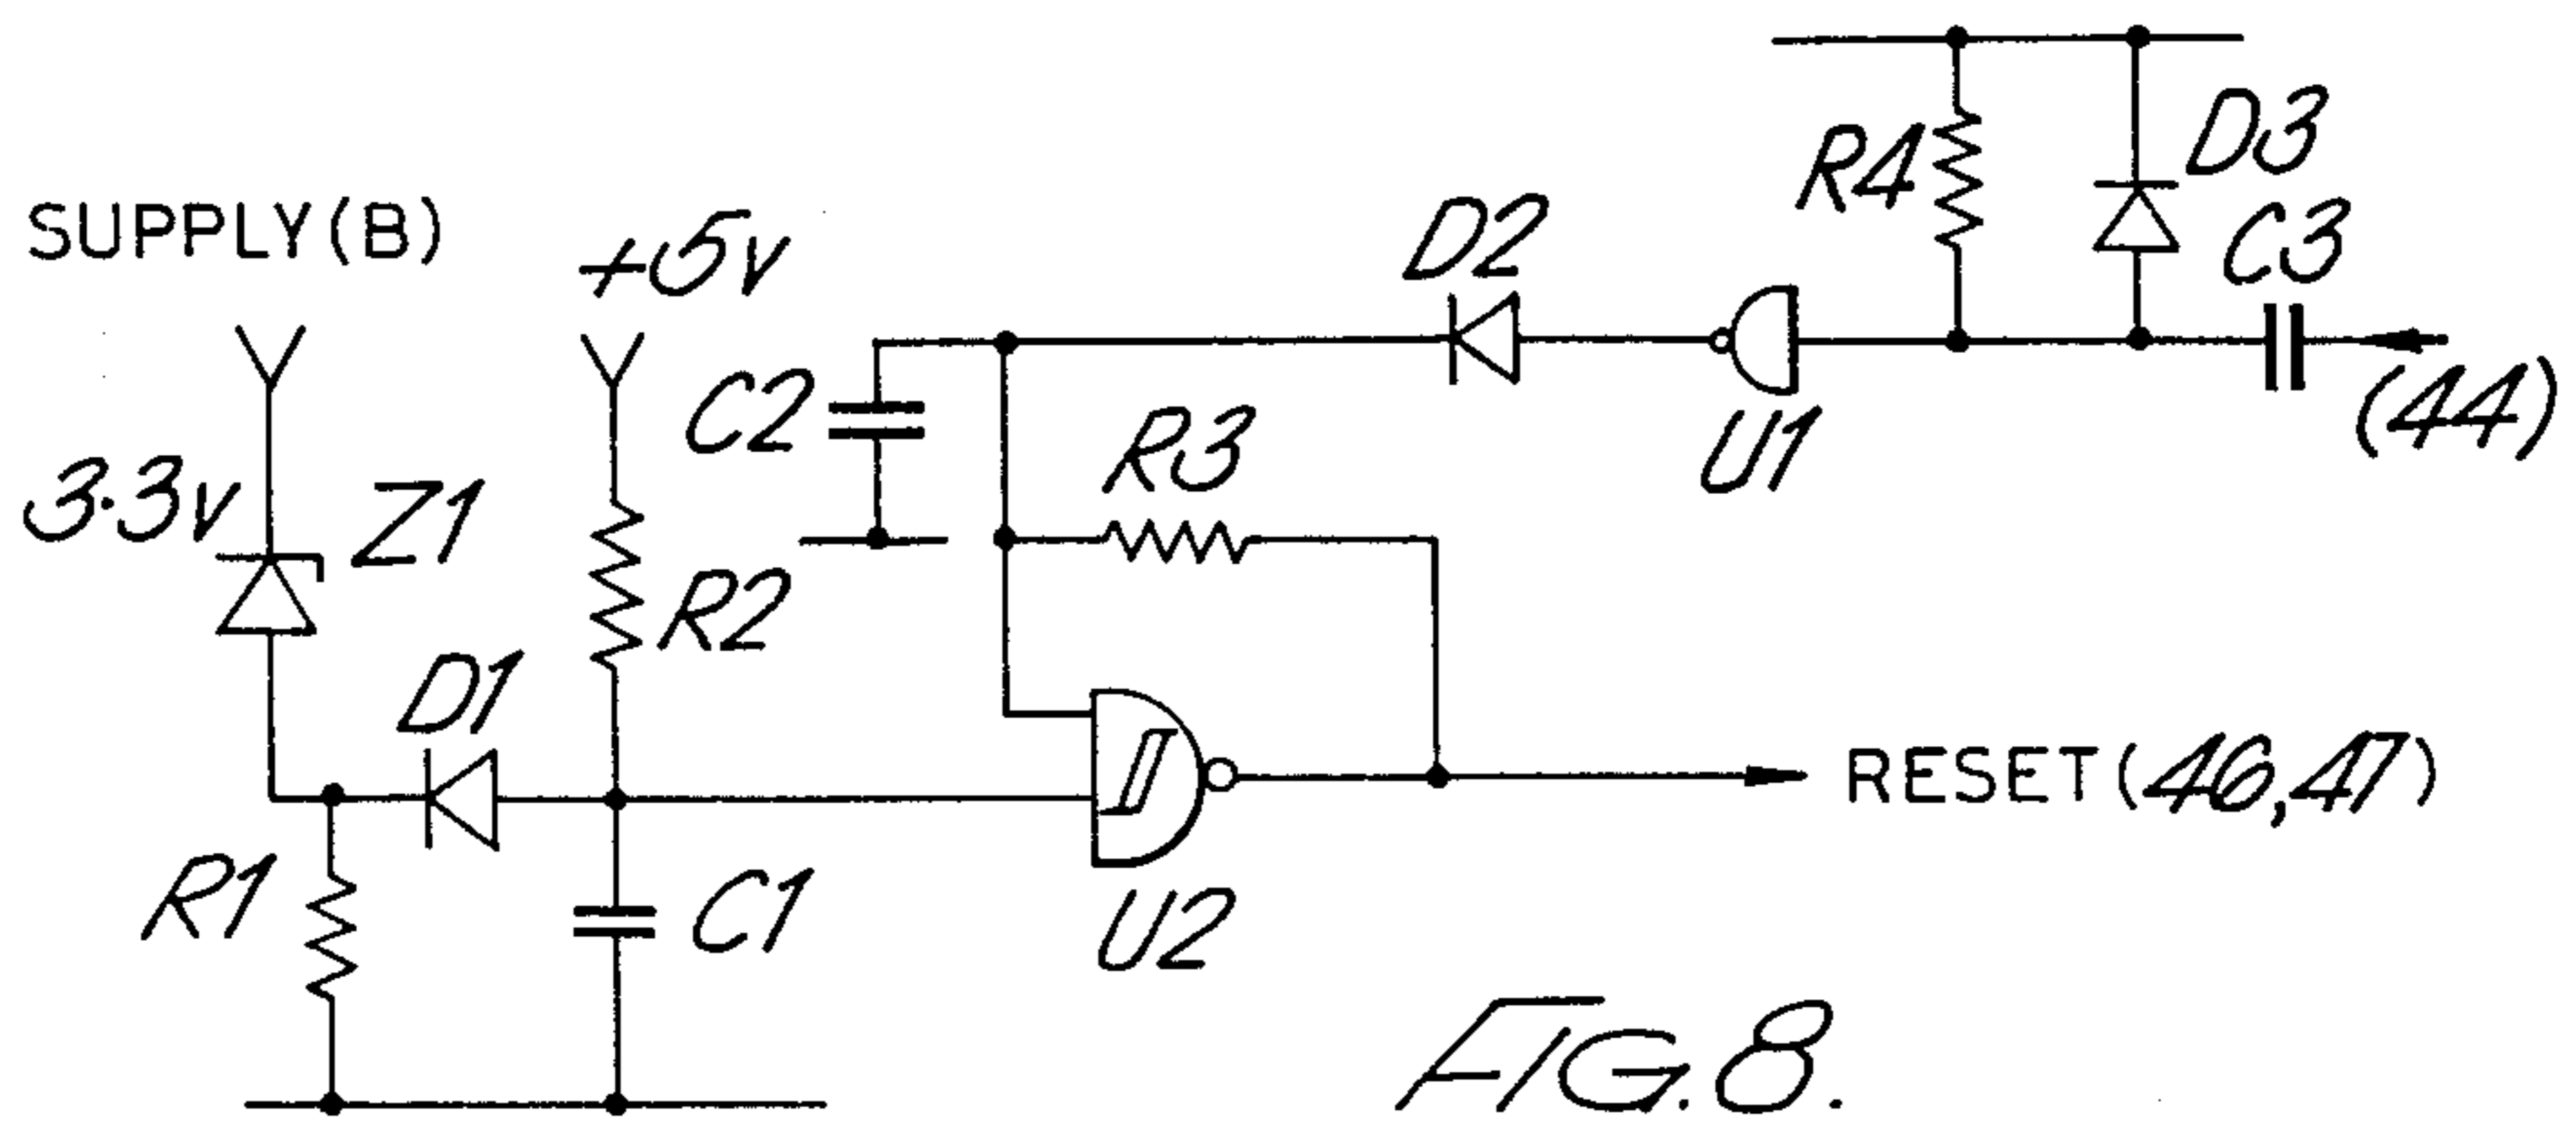 SUPPLY(B)
+5v
3.3v
Z1
R2
D1
R1
C1
C2
D2
R3
U1
R4
D3
C3
(44)
U2
RESET(46,47)
FIG.8.